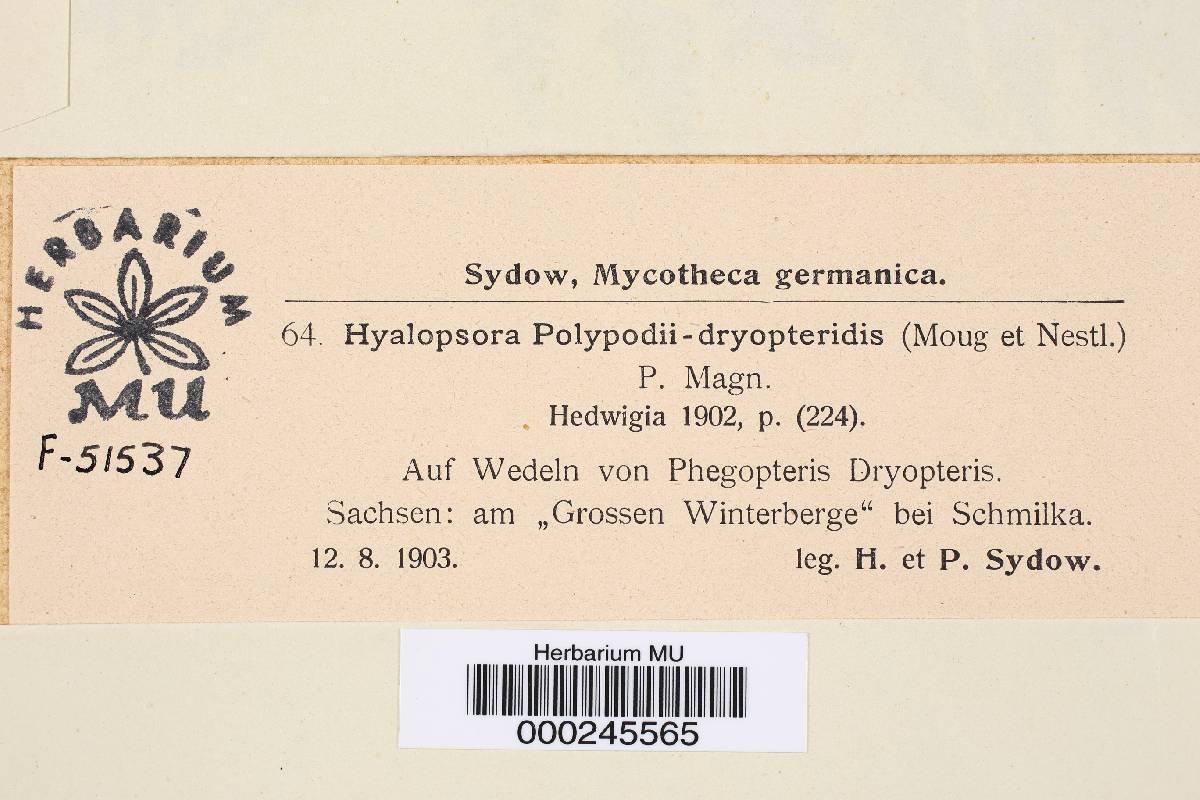 HERBARIUM
MU
F-51537
Sydow, Mycotheca germanica.
64. Hyalopsora Polypodii-dryopteridis (Moug et Nestl.)
P. Magn.
Hedwigia 1902, p. (224).
Auf Wedeln von Phegopteris Dryopteris.
Sachsen: am „Grossen Winterberge“ bei Schmilka.
12. 8. 1903. leg. H. et P. Sydow.
Herbarium MU
000245565